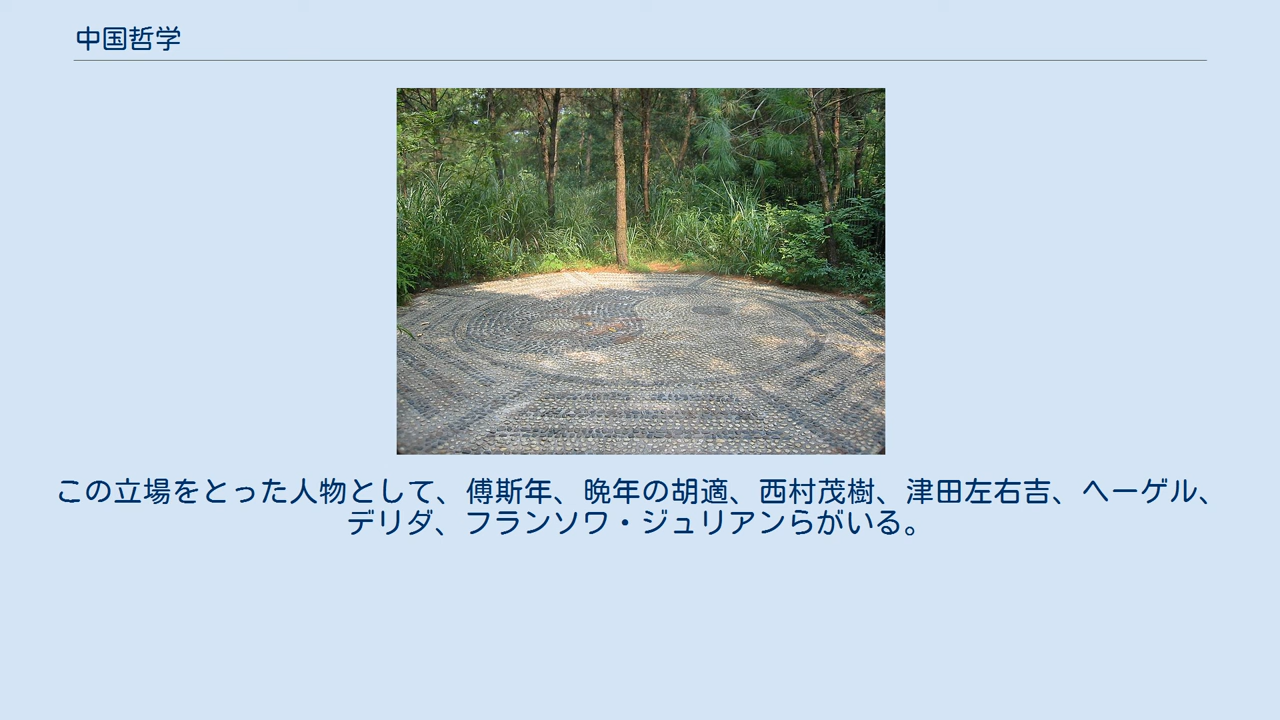 中国哲学
この立場をとった人物として、傅斯年、晩年の胡適、西村茂樹、津田左右吉、ヘーゲル、
デリダ、フランソワ・ジュリアンらがいる。